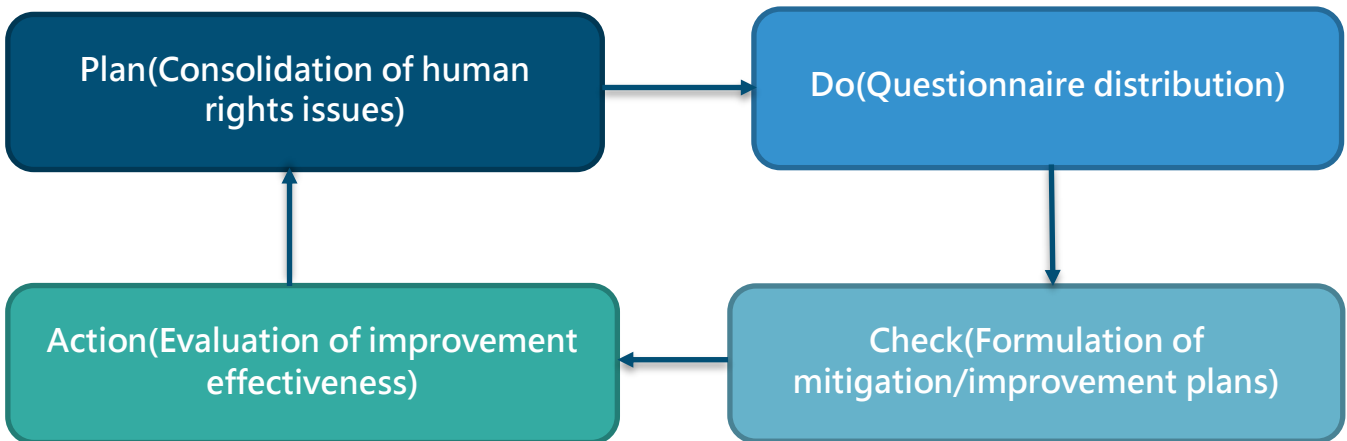 Plan(Consolidation of human
rights issues)
Do(Questionnaire distribution)
Action(Evaluation of improvement
effectiveness)
Check(Formulation of
mitigation/improvement plans)